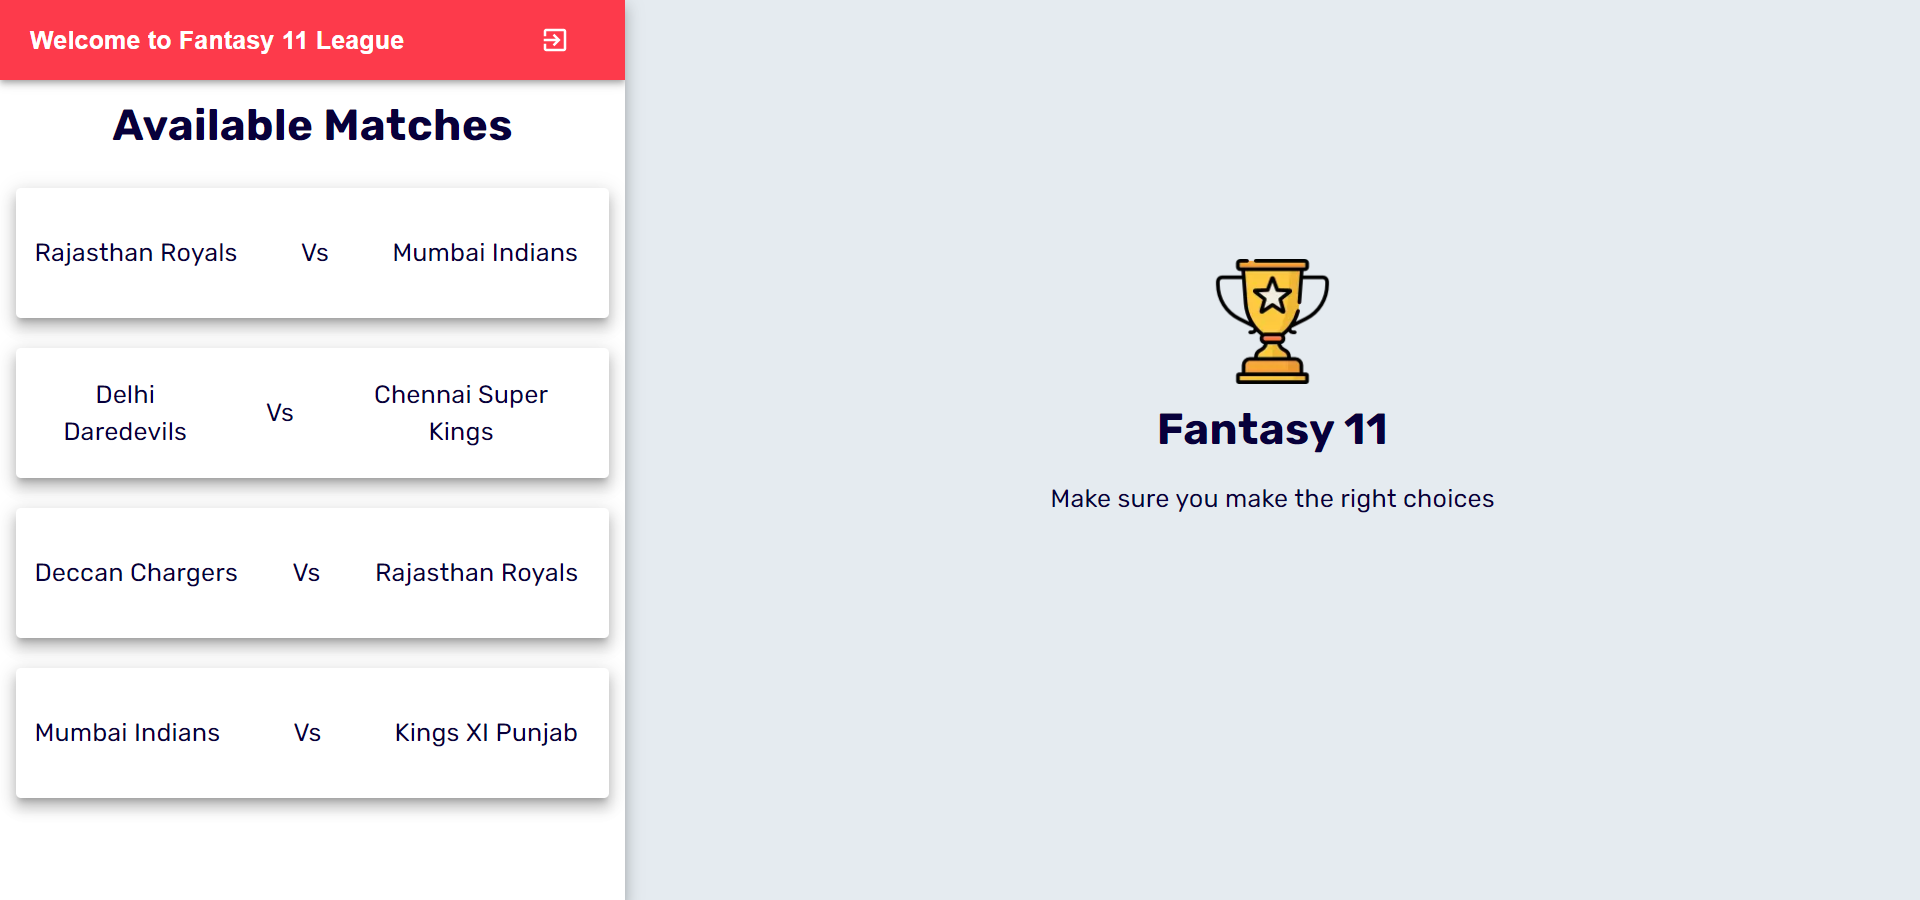 Welcome to Fantasy 11 League
Available Matches
Rajasthan Royals Vs Mumbai Indians
Delhi Daredevils Vs Chennai Super Kings
Deccan Chargers Vs Rajasthan Royals
Mumbai Indians Vs Kings XI Punjab
Fantasy 11
Make sure you make the right choices